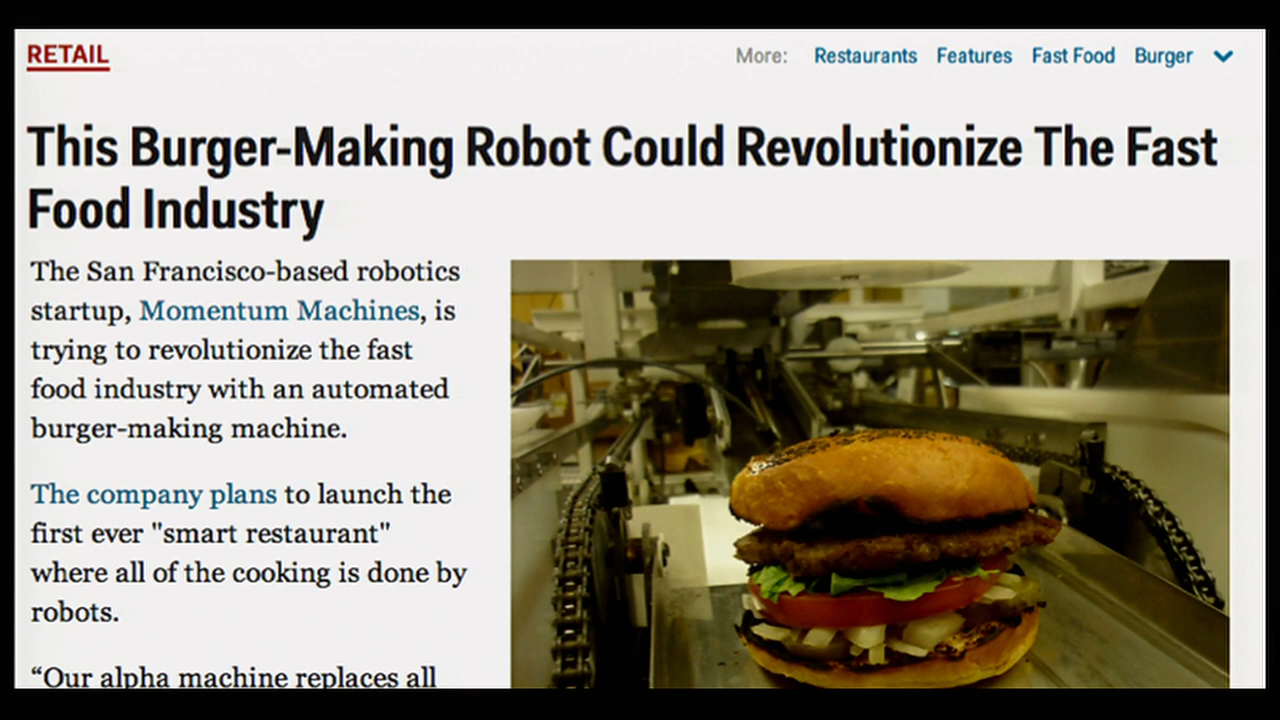 RETAIL
More: Restaurants Features Fast Food Burger
This Burger-Making Robot Could Revolutionize The Fast
Food Industry
The San Francisco-based robotics
startup, Momentum Machines, is
trying to revolutionize the fast
food industry with an automated
burger-making machine.
The company plans to launch the
first ever "smart restaurant"
where all of the cooking is done by
robots.
“Our alpha machine replaces all